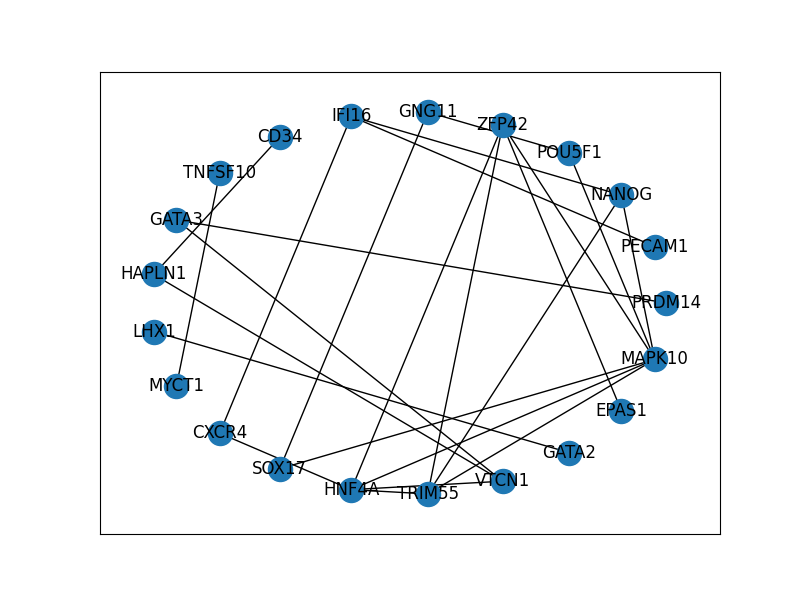 IFI16
GNG11
ZFP42
CD34
POU5F1
TNFSF10
NANOG
GATA3
PECAM1
HAPLN1
PRDM14
LHX1
MAPK10
MYCT1
EPAS1
CXCR4
GATA2
SOX17
VTCN1
HNF4A
TRIM55